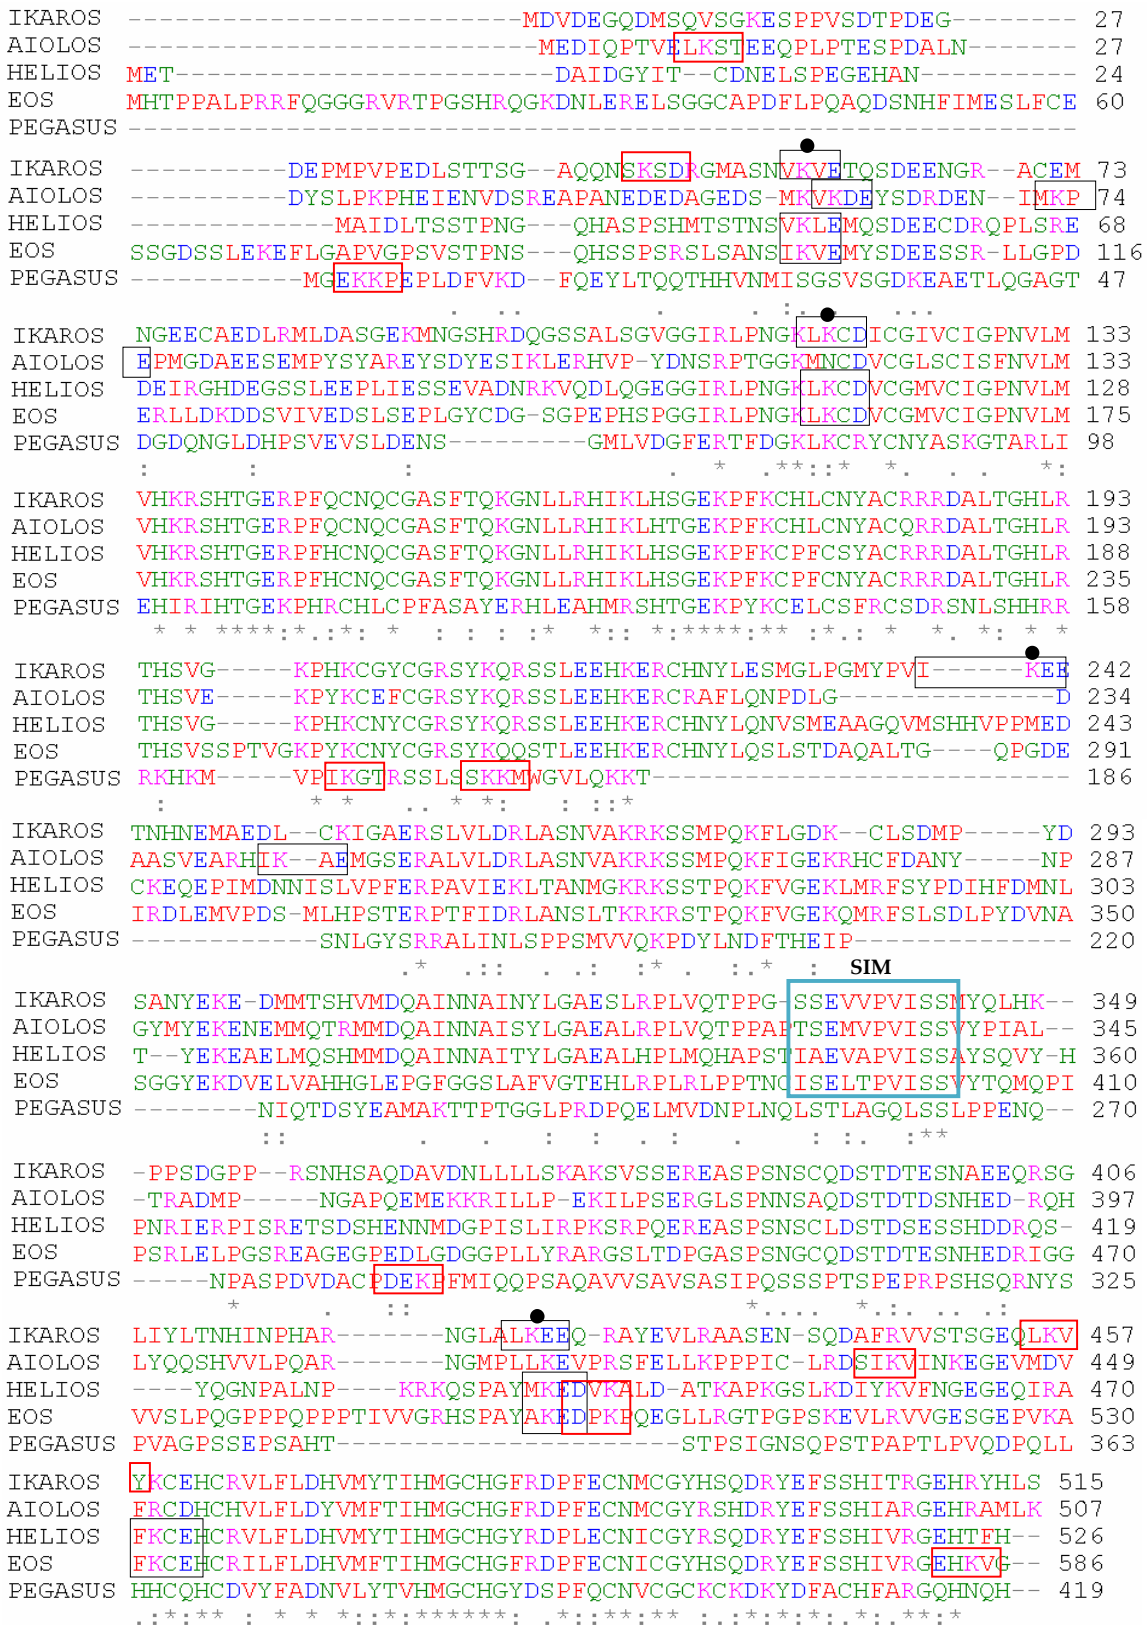 IKAROS -------------------------MDVDEGQDMSQVSGKESPPVSDTPDEG-------- 27
AIOLOS --------------------------MEDIQPTVELKSTEEQPLPTESPDALN------- 27
HELIOS MET------------------------DAIDGYIT--CDNELSPEGEHAN---------- 24
EOS MHTPPALPRRFQGGGRVRTPGSHRQGKDNLERELSGGCAPDFLPQAQDSNHFIMESLFCE 60
PEGASUS ------------------------------------------------------------
IKAROS ----------DEPMPVPEDLSTTSG--AQQNSKSDRGMASNVKVETQSDEENGR--ACEM 73
AIOLOS ----------DYSLPKPHEIENVDSREAPANEDEDAGEDS-MKVKDEYSDRDEN--IMKP 74
HELIOS ----------MAIDLTSSTPNG--QHASPSHMTSTNSVKLEMQSDEECDRQPLSRE 68
EOS SSGDSSLEKEFLGAPVGPSVSTPNS--QHSSPSRSLSANSIKVEMYSDEESSR-LLGPD 116
PEGASUS -----------MGEKKPEPLDFVKD--FQEYLTQQTHHVNMISGSVSGDKEAETLQGAGT 47
IKAROS NGEECAEDLRMLDASGEKMNGSHRDQGSSALSGVGGIRLPNGKLKCDICGIVCIGPNVLM 133
AIOLOS EPMGDAEESEMPYSYAREYSDYESIKLERHVP-YDNSRPTGGKMNCDVCGLSCISFNVLM 133
HELIOS DEIRGHDEGSSLEEPLIESSEVADNRKVQDLQGEGGIRLPNGKLKCDVCGMVCIGPNVLM 128
EOS ERLLDKDDSVIVEDSLSEPLGYCDG-SGPEPHSPGGIRLPNGKLKCDVCGMVCIGPNVLM 175
PEGASUS DGDQNGLDHPSVEVSLDENS---------GMLVDGFERTFDGKLKCRYCNYASKGTARLI 98
IKAROS VHKRSHTGERPFQCNQCGASFTQKGNLLRHIKLHSGEKPFKCHLCNYACRRRDALTGHLR 193
AIOLOS VHKRSHTGERPFQCNQCGASFTQKGNLLRHIKLHTGEKPFKCHLCNYACQRRDALTGHLR 193
HELIOS VHKRSHTGERPFHCNQCGASFTQKGNLLRHIKLHSGEKPFKCPFCSYACRRRDALTGHLR 188
EOS VHKRSHTGERPFHCNQCGASFTQKGNLLRHIKLHSGEKPFKCPFCNYACRRRDALTGHLR 235
PEGASUS EHIRIHTGEKPHRCHLCPFASAYERHLEAHMRSHTGEKPYKCELCSFRCSDRSNLSHHRR 158
IKAROS THSVG-----KPHKCGYCGRSYKQRSSLEEHKERCHNYLESMGLPGMYPVI------KEE 242
AIOLOS THSVE-----KPYKCEFCGRSYKQRSSLEEHKERCRAFLQNPDLG--------------D 234
HELIOS THSVG-----KPHKCNYCGRSYKQRSSLEEHKERCHNYLQNVSMEAAGQVMSHHVPPMED 243
EOS THSVSSPTVGKPYKCNYCGRSYKQQSTLEEHKERCHNYLQSLSTDAQALTG----QPGDE 291
PEGASUS RKHKM-----VPIKGTRSSLSSKKMWGVLQKKT--------------------------- 186
IKAROS TNHNEMAEDL--CKIGAERSLVLDRLASNVAKRKSSMPQKFLGDK--CLSDMP-----YD 293
AIOLOS AASVEARHIK--AEMGSERALVLDRLASNVAKRKSSMPQKFIGEKRHCFDANY-----NP 287
HELIOS CKEQEPIMDNNISLVPFERPAVIEKLTANMGKRKSSTPQKFVGEKLMRFSYPDIHFDMNL 303
EOS IRDLEMVPDS-MLHPSTERPTFIDRLANSLTKRKRSTPQKFVGEKQMRFSLSDLPYDVNA 350
PEGASUS ------------SNLGYSRRALINLSPPSMVVQKPDYLNDFTHEIP-------------- 220
SIM
IKAROS SANYEKE-DMMTSHVMDQAINNAINYLGAESLRPLVQTPPG-SSEVVPVISSMYQLHK-- 349
AIOLOS GYMYEKENEMMQTRMMDQAINNAISYLGAEALRPLVQTPPAPTSEMVPVISSVYPIAL-- 345
HELIOS T--YEKEAELMQSHMMDQAINNAITYLGAEALHPLMQHAPSTIAEVAPVISSAYSQVY-H 360
EOS SGGYEKDVELVAHHGLEPGFGGSLAFVGTEHLRPLRLPPTNCISELTPVISSVYTQMQPI 410
PEGASUS --------NIQTDSYEAMAKTTPTGGLPRDPQELMVDNPLNQLSTLAGQLSSLPPENQ-- 270
IKAROS -PPSDGPP--RSNHSAQDAVDNLLLLSKAKSVSSEREASPSNSCQDSTDTESNAEEQRSG 406
AIOLOS -TRADMP-----NGAPQEMEKKRILLP-EKILPSERGLSPNNSAQDSTDTDSNHED-RQH 397
HELIOS PNRIERPISRETSDSHENNMDGPISLIRPKSRPQEREASPSNSCLDSTDSESSHDDRQS- 419
EOS PSRLELPGSREAGEGPEDLGDGGPLLYRARGSLTDPGASPSNGCQDSTDTESNHEDRIGG 470
PEGASUS -----NPASPDVDACPDEKPFMIQQPSAQAVVSAVSASIPQSSSPTSPEPRPSHSQRNYS 325
IKAROS LIYLTNHINPHAR-------NGLALKEEQ-RAYEVLRAASEN-SQDAFRVVSTSGEQLKV 457
AIOLOS LYQQSHVVLPQAR-------NGMPLLKEVPRSFELLKPPPIC-LRDSIKVINKEGEVMDV 449
HELIOS ----YQGNPALNP----KRKQSPAYMKEDVKALD-ATKAPKGSLKDIYKVFNGEGEQIRA 470
EOS VVSLPQGPPPQPPPTIVVGRHSPAYAKEDPKPQEGLLRGTPGPSKEVLRVVGESGEPVKA 530
PEGASUS PVAGPSSEPSAHT----------------------STPSIGNSQPSTPAPTLPVQDPQLL 363
IKAROS YKCEHCRVLFLDHVMYTIHMGCHGFRDPFECNMCGYHSQDRYEFSSHITRGEHRYHLS 515
AIOLOS FRCDHCHVLFLDHVMFTIHMGCHGFRDPFECNMCGYRSHDRYEFSSHIARGEHRAMLK 507
HELIOS FKCEHCRVLFLDHVMYTIHMGCHGYRDPLECNICGYRSQDRYEFSSHIVRGEHTFH-- 526
EOS FKCEHCRILFLDHVMFTIHMGCHGFRDPFECNICGYHSQDRYEFSSHIVRGEHKVG-- 586
PEGASUS HHCQHCDVYFADNVLYTVHMGCHGYDSPFQCNVCGCKCKDKYDFACHFARGQHNQH-- 419